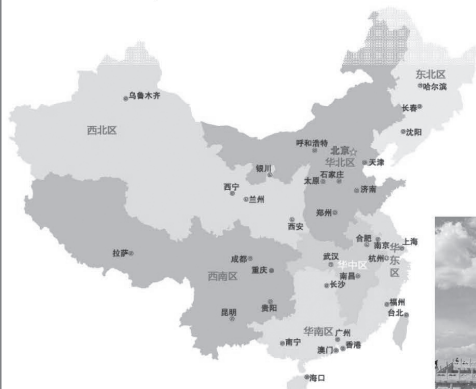 东北区
哈尔滨
乌鲁木齐
长春
沈阳
西北区
呼和浩特
北京
华北区
天津
银川
石家庄
太原
西宁
济南
兰州
郑州
西安
合肥
南京
上海
华东区
拉萨
成都
武汉
杭州
重庆
华中区
西南区
南昌
长沙
贵阳
福州
昆明
台北
华南区
广州
南宁
香港
澳门
海口